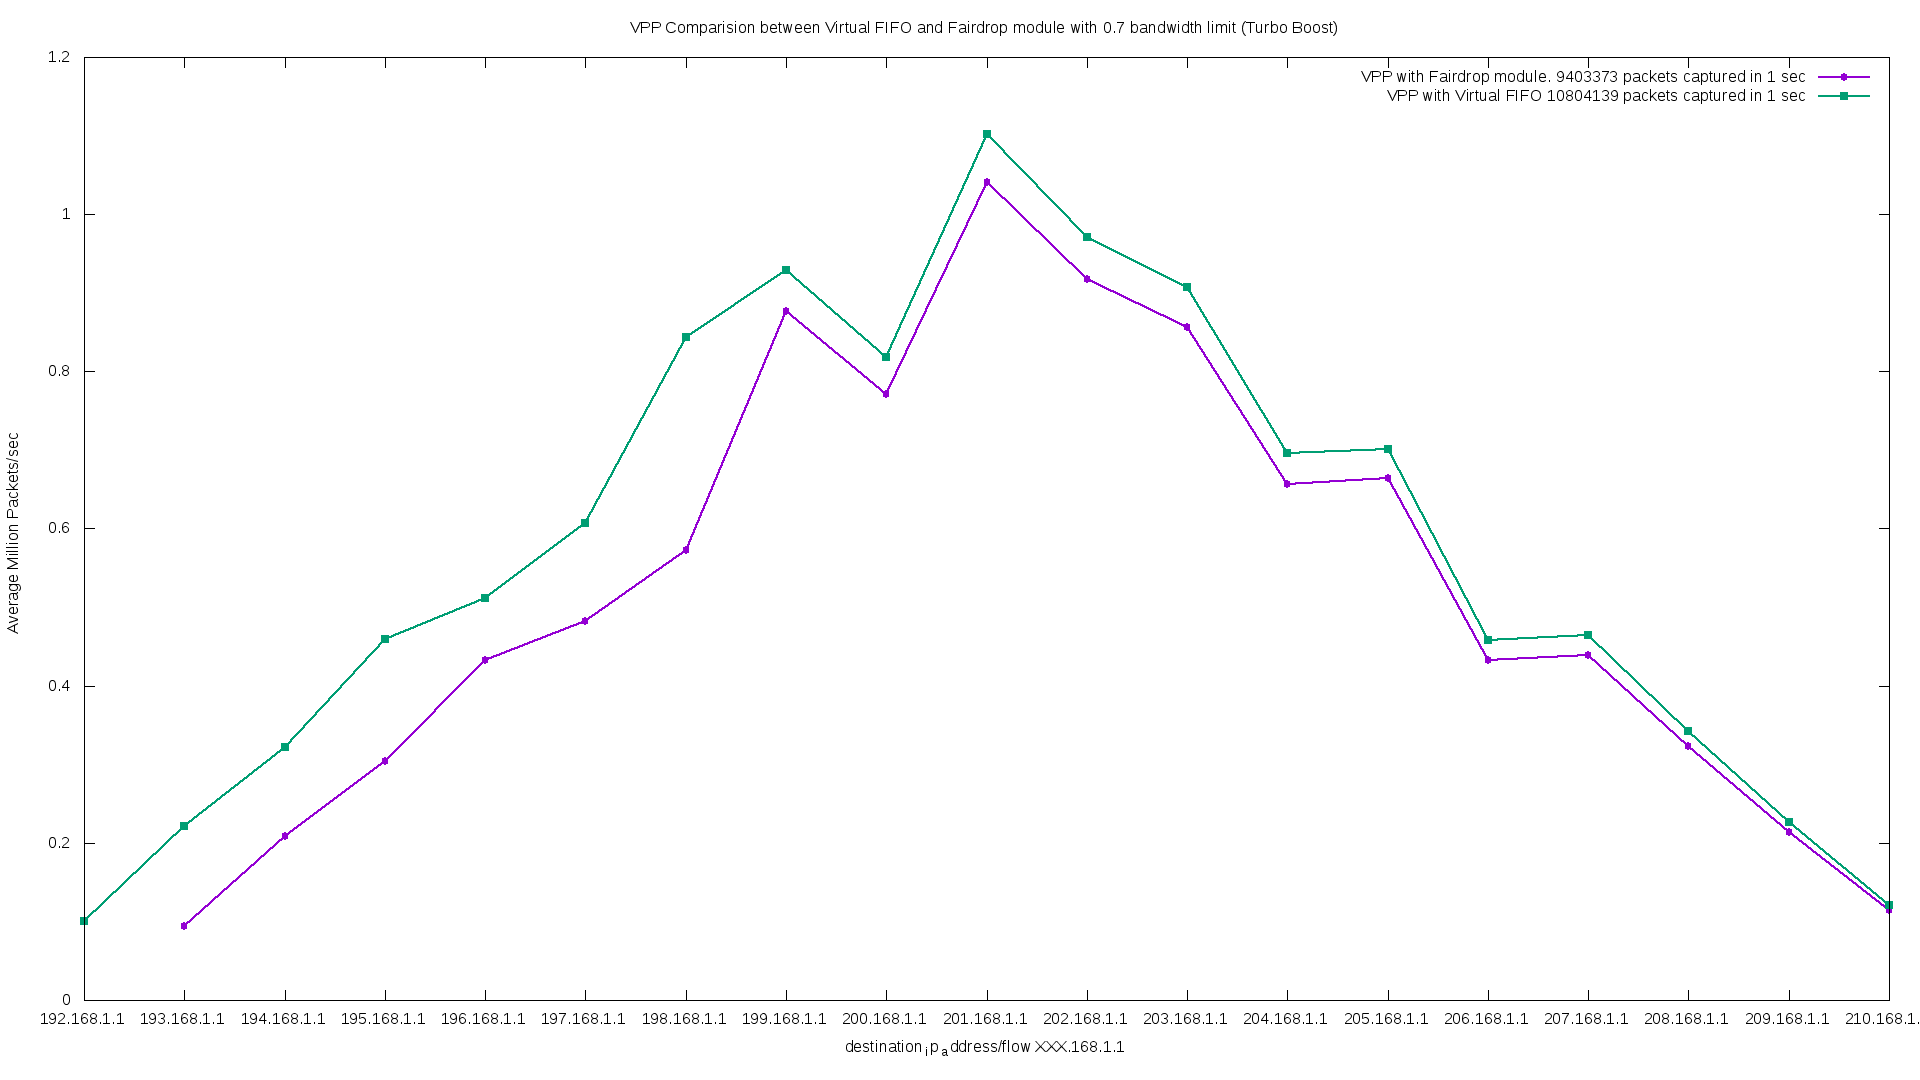 VPP Comparision between Virtual FIFO and Fairdrop module with 0.7 bandwidth limit (Turbo Boost)
VPP with Fairdrop module. 9403373 packets captured in 1 sec
VPP with Virtual FIFO 10804139 packets captured in 1 sec
1.2
1
0.8
0.6
0.4
0.2
0
Average Million Packets/sec
192.168.1.1 193.168.1.1 194.168.1.1 195.168.1.1 196.168.1.1 197.168.1.1 198.168.1.1 199.168.1.1 200.168.1.1 201.168.1.1 202.168.1.1 203.168.1.1 204.168.1.1 205.168.1.1 206.168.1.1 207.168.1.1 208.168.1.1 209.168.1.1 210.168.1.
destination_ip_address/flow XXX.168.1.1